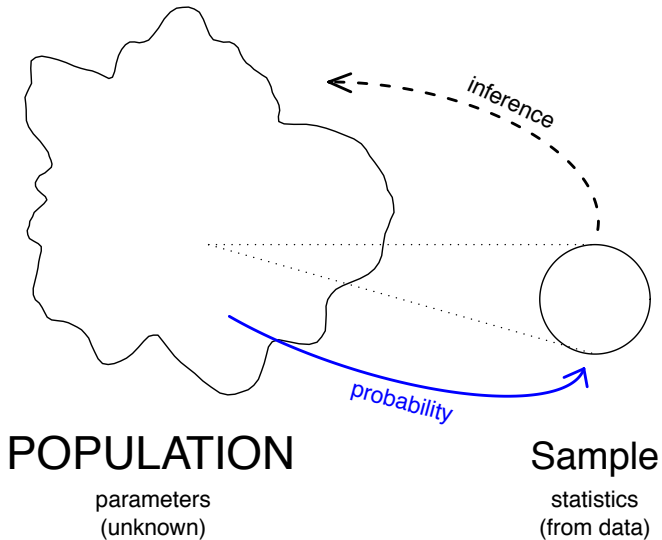 inference
probability
POPULATION
parameters
(unknown)
Sample
statistics
(from data)